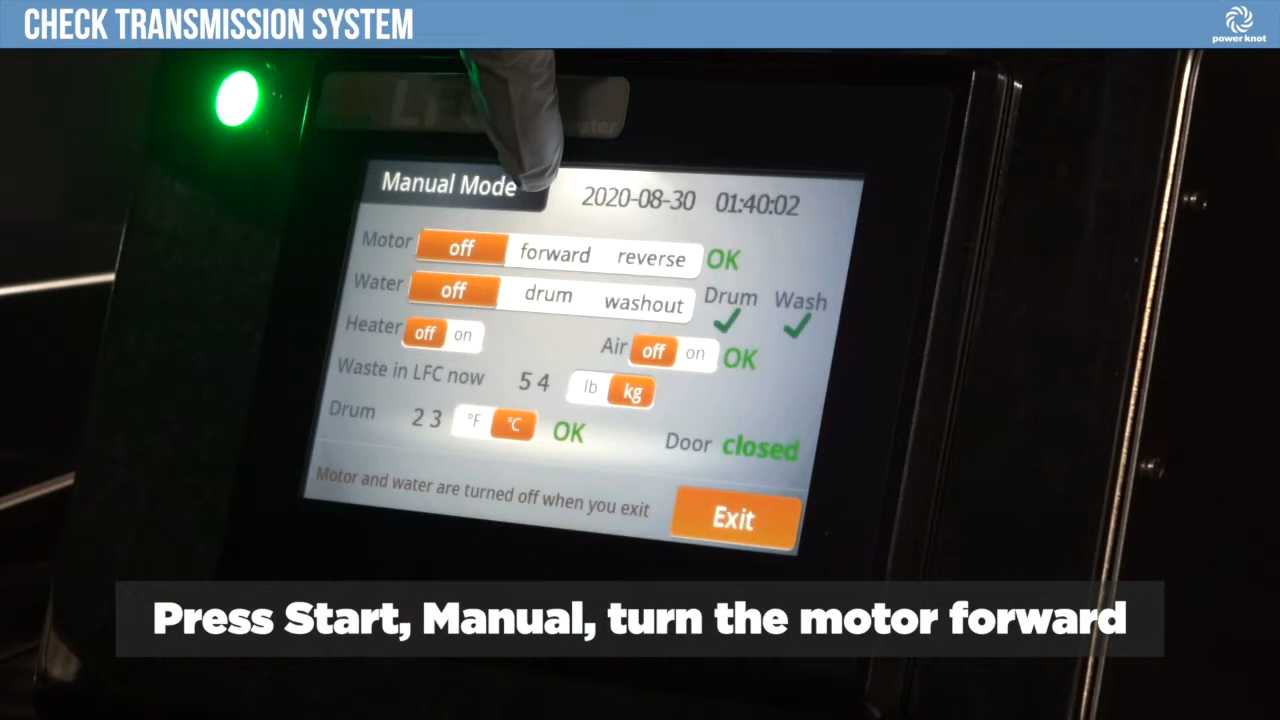 CHECK TRANSMISSION SYSTEM
power knot
LFC
Manual Mode
2020-08-30 01:40:02
Motor off forward reverse OK
Water off drum washout Drum Wash
Heater off on Air off on OK
Waste in LFC now 54 lb kg
Drum 23 °F °C OK Door closed
Motor and water are turned off when you exit
Exit
Press Start, Manual, turn the motor forward